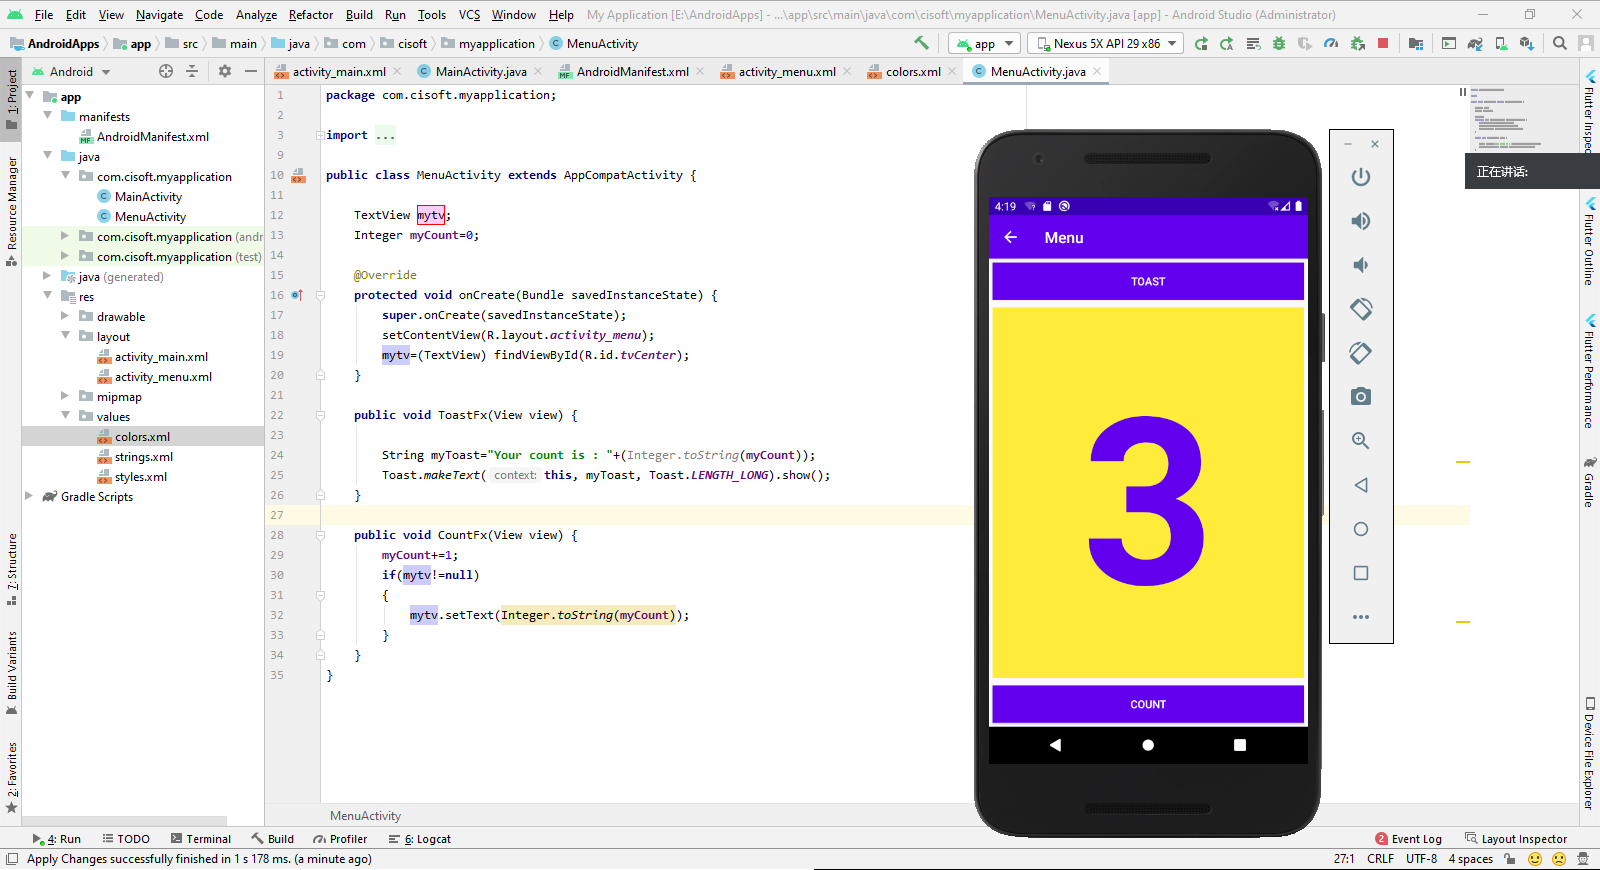 File Edit View Navigate Code Analyze Refactor Build Run Tools VCS Window Help My Application [E:\AndroidApps] - ...\app\src\main\java\com\cisoft\myapplication\MenuActivity.java [app] - Android Studio (Administrator)
AndroidApps app src main java com cisoft myapplication MenuActivity app Nexus 5X API 29 x86
Android activity_main.xml MainActivity.java AndroidManifest.xml activity_menu.xml colors.xml MenuActivity.java
1: Project
Resource Manager
7: Structure
Build Variants
2: Favorites
app
manifests
AndroidManifest.xml
java
com.cisoft.myapplication
MainActivity
MenuActivity
com.cisoft.myapplication (andr
com.cisoft.myapplication (test)
java (generated)
res
drawable
layout
activity_main.xml
activity_menu.xml
mipmap
values
colors.xml
strings.xml
styles.xml
Gradle Scripts
1 package com.cisoft.myapplication;
2
3 import ...
9
10 public class MenuActivity extends AppCompatActivity {
11
12 TextView mytv;
13 Integer myCount=0;
14
15 @Override
16 protected void onCreate(Bundle savedInstanceState) {
17 super.onCreate(savedInstanceState);
18 setContentView(R.layout.activity_menu);
19 mytv=(TextView) findViewById(R.id.tvCenter);
20 }
21
22 public void ToastFx(View view) {
23
24 String myToast="Your count is : "+(Integer.toString(myCount));
25 Toast.makeText( context: this, myToast, Toast.LENGTH_LONG).show();
26 }
27
28 public void CountFx(View view) {
29 myCount+=1;
30 if(mytv!=null)
31 {
32 mytv.setText(Integer.toString(myCount));
33 }
34 }
35 }
MenuActivity
4:19
Menu
TOAST
3
COUNT
正在讲话:
Flutter Inspec
Flutter Outline
Flutter Performance
Gradle
Device File Explorer
4: Run TODO Terminal Build Profiler 6: Logcat 2 Event Log Layout Inspector
Apply Changes successfully finished in 1 s 178 ms. (a minute ago) 27:1 CRLF UTF-8 4 spaces